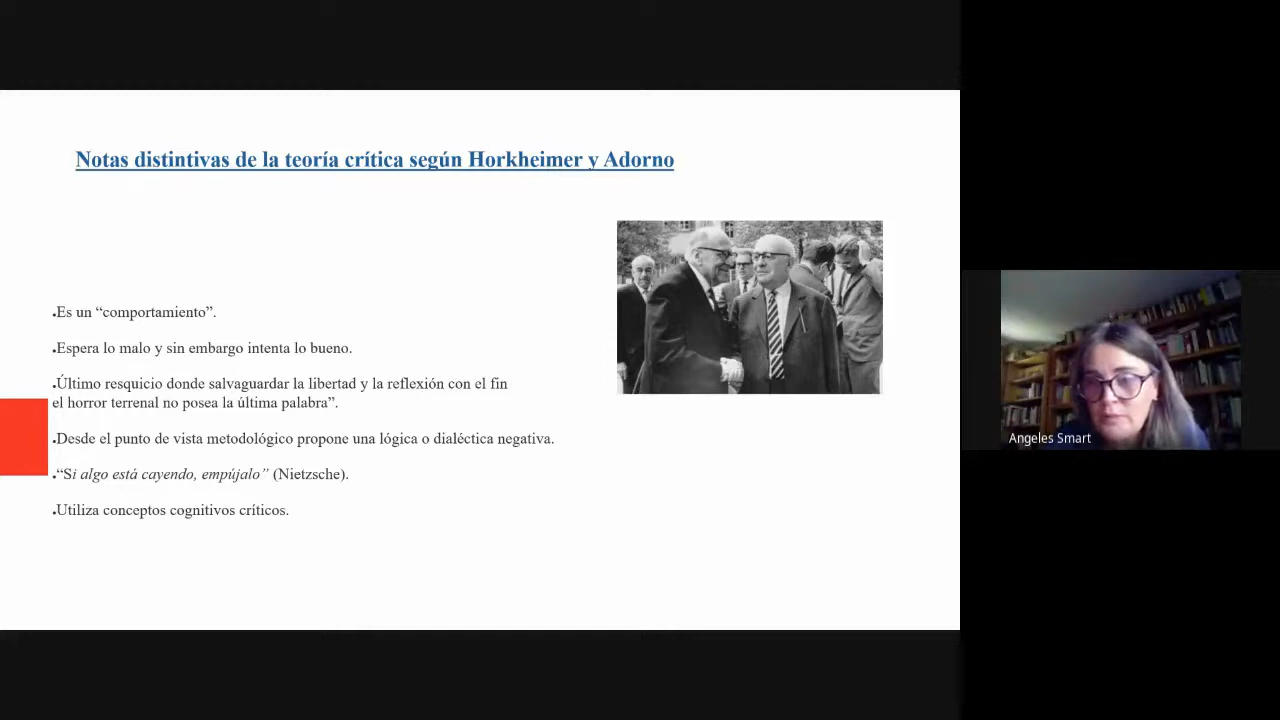 Notas distintivas de la teoría crítica según Horkheimer y Adorno
.Es un “comportamiento”.
.Espera lo malo y sin embargo intenta lo bueno.
.Último resquicio donde salvaguardar la libertad y la reflexión con el fin
el horror terrenal no posea la última palabra”.
.Desde el punto de vista metodológico propone una lógica o dialéctica negativa.
.“Si algo está cayendo, empújalo” (Nietzsche).
.Utiliza conceptos cognitivos críticos.
Angeles Smart